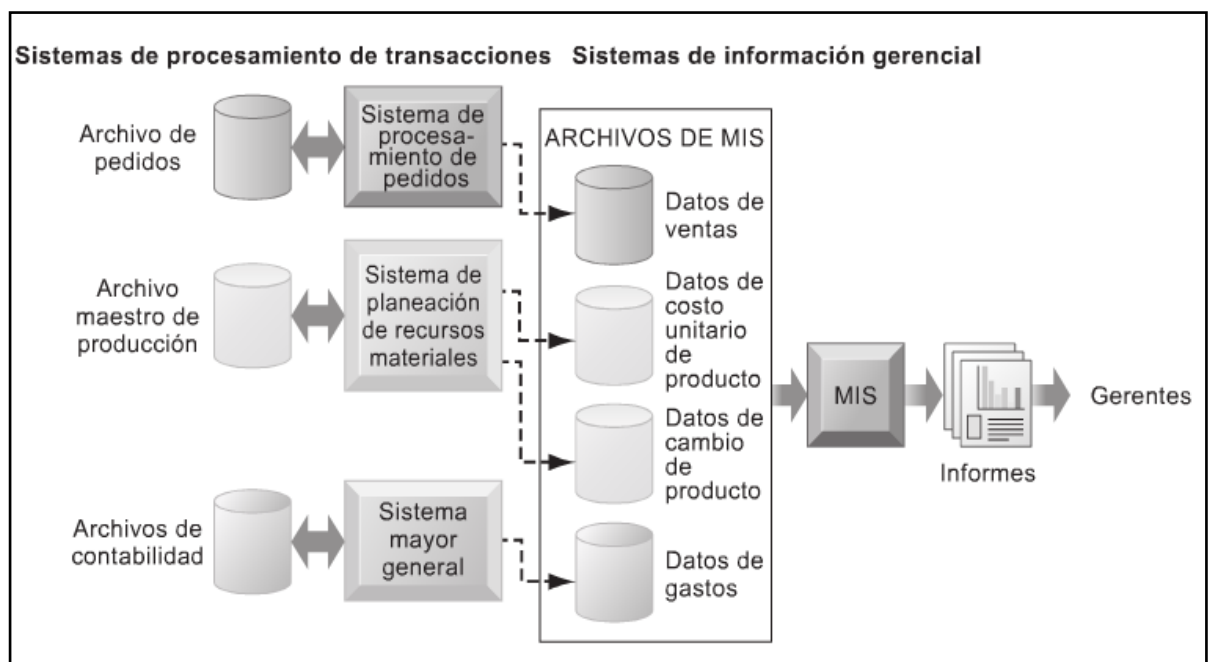 Sistemas de procesamiento de transacciones
Sistemas de información gerencial
Archivo de
pedidos
Sistema de
procesa-
miento de
pedidos
Archivo
maestro de
producción
Sistema de
planeación
de recursos
materiales
Archivos de
contabilidad
Sistema
mayor
general
ARCHIVOS DE MIS
Datos de
ventas
Datos de
costo
unitario
de
producto
Datos de
cambio
de
producto
Datos de
gastos
MIS
Informes
Gerentes